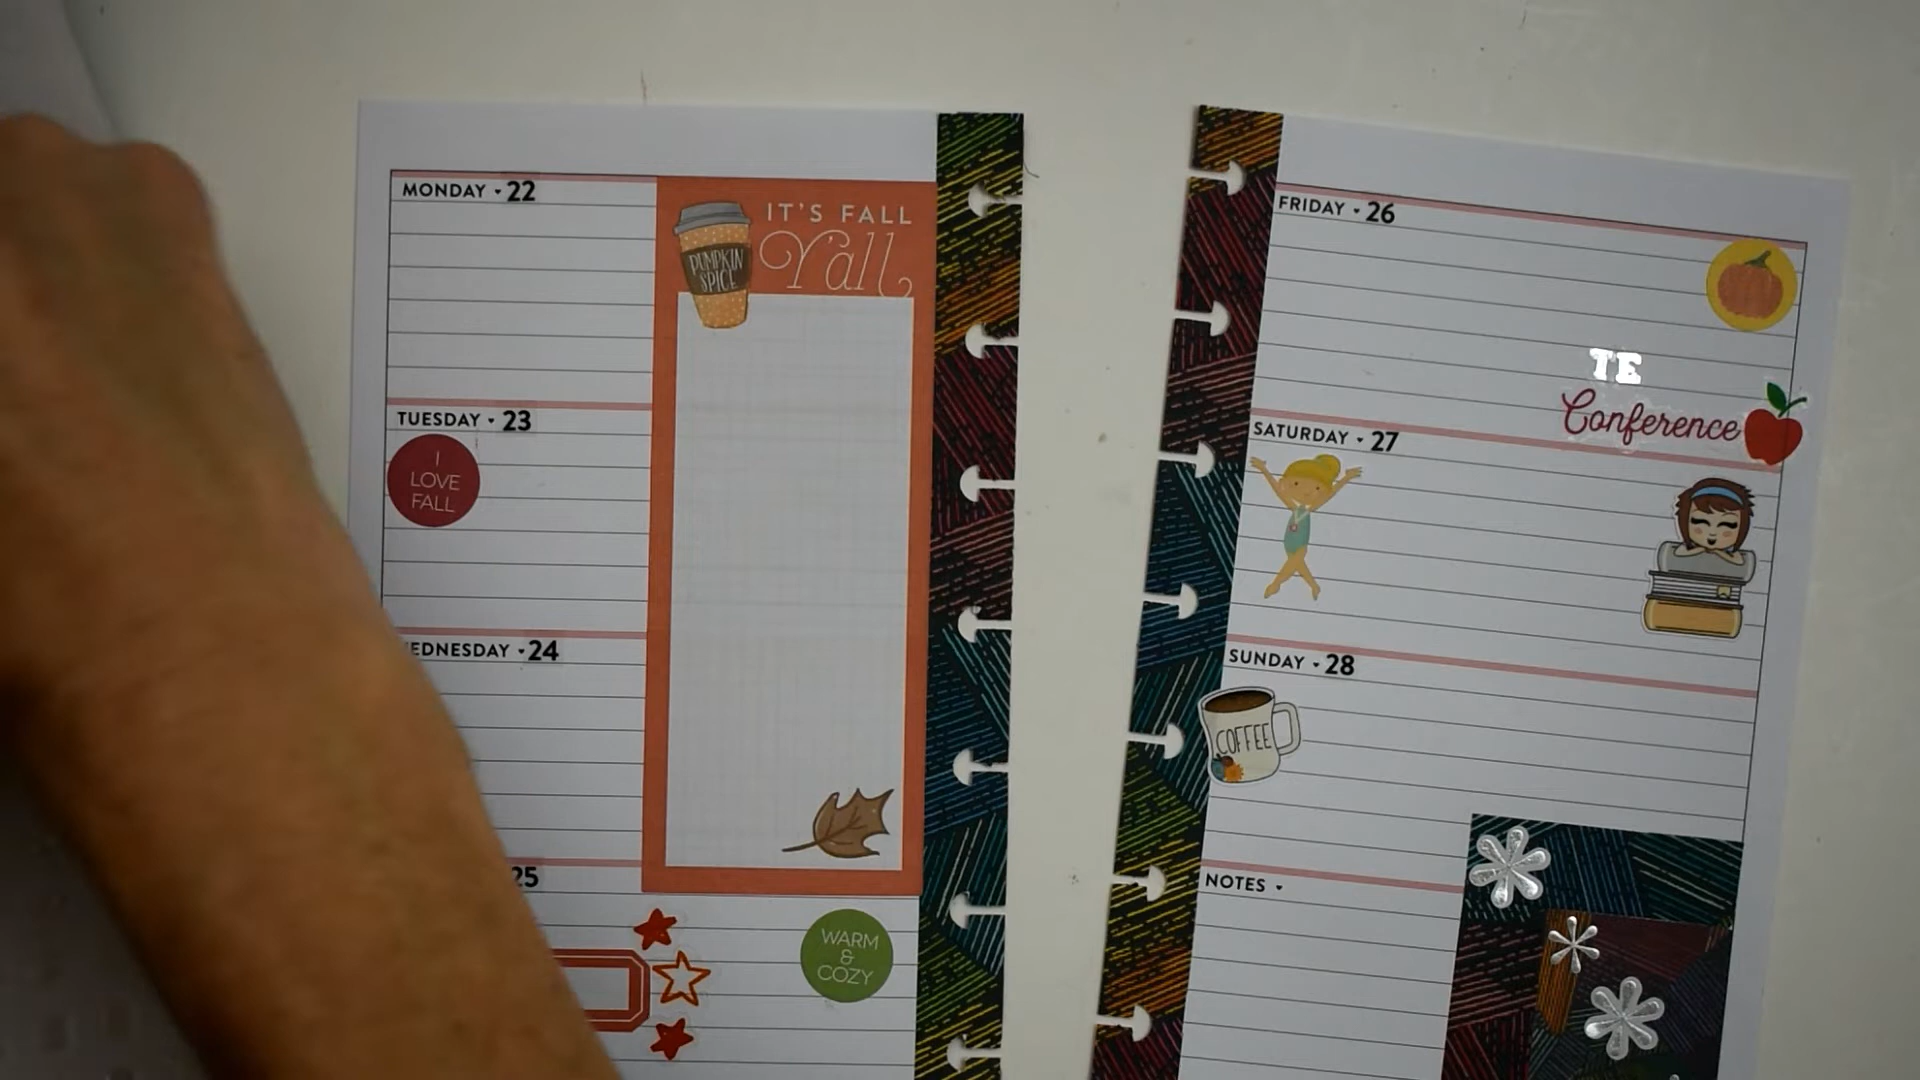 MONDAY 22
IT'S FALL
Y'all
PUMPKIN
SPICE
TUESDAY 23
I
LOVE
FALL
EDNESDAY 24
25
WARM
&
COZY
FRIDAY 26
TE
Conference
SATURDAY 27
SUNDAY 28
COFFEE
NOTES